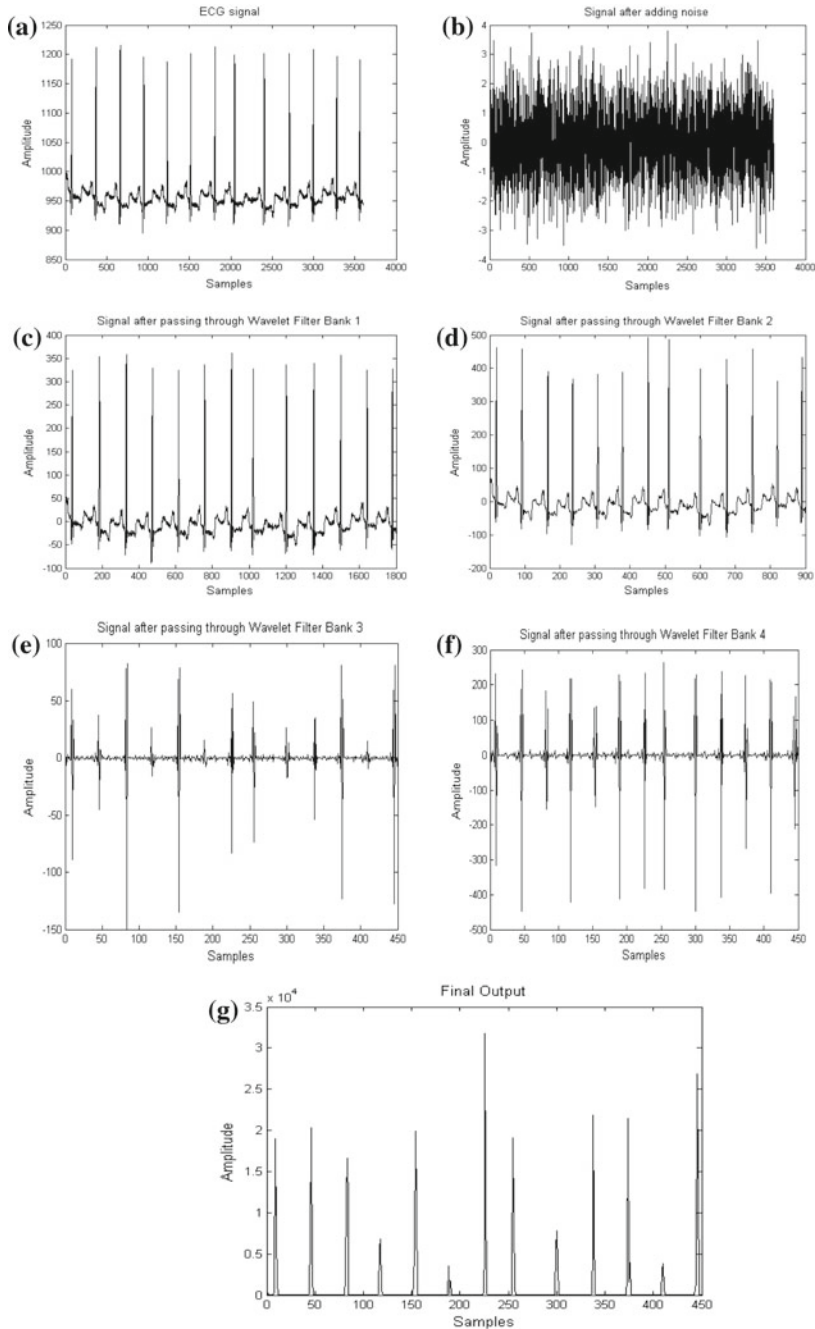 (a)
ECG signal
1250
1200
1150
1100
1050
1000
950
900
850
Amplitude
0 500 1000 1500 2000 2500 3000 3500 4000
Samples
(b)
Signal after adding noise
4
3
2
1
0
-1
-2
-3
-4
Amplitude
0 500 1000 1500 2000 2500 3000 3500 4000
Samples
(c)
Signal after passing through Wavelet Filter Bank 1
400
350
300
250
200
150
100
50
0
-50
-100
Amplitude
0 200 400 600 800 1000 1200 1400 1600 1800
Samples
(d)
Signal after passing through Wavelet Filter Bank 2
500
400
300
200
100
0
-100
-200
Amplitude
0 100 200 300 400 500 600 700 800 900
Samples
(e)
Signal after passing through Wavelet Filter Bank 3
100
50
0
-50
-100
-150
Amplitude
0 50 100 150 200 250 300 350 400 450
Samples
(f)
Signal after passing through Wavelet Filter Bank 4
300
200
100
0
-100
-200
-300
-400
-500
Amplitude
0 50 100 150 200 250 300 350 400 450
Samples
(g)
Final Output
x 10^4
3.5
3
2.5
2
1.5
1
0.5
0
Amplitude
0 50 100 150 200 250 300 350 400 450
Samples